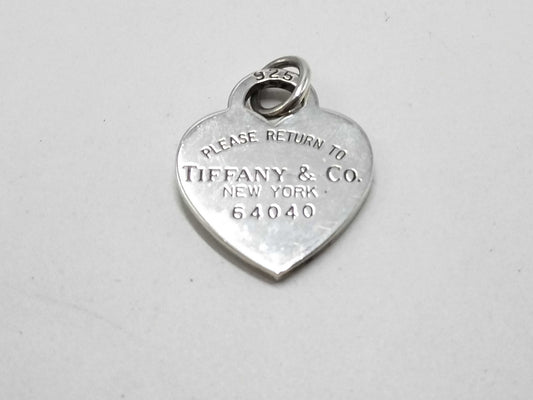 925
PLEASE RETURN TO
TIFFANY & CO.
NEW YORK
64040